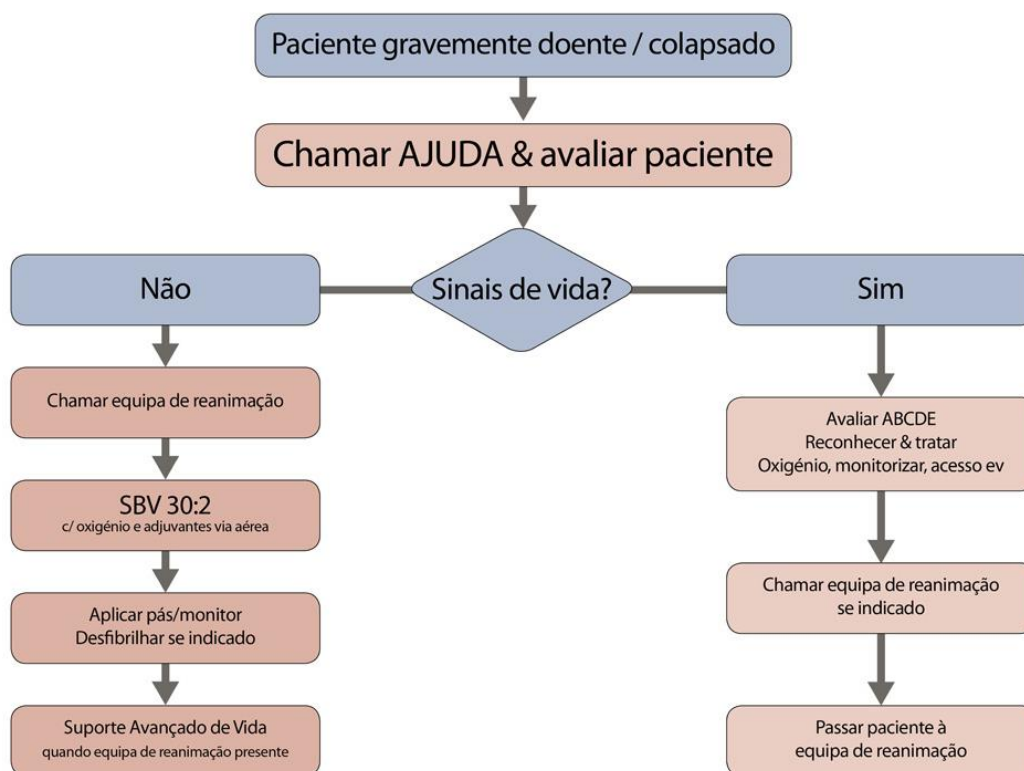 Paciente gravemente doente / colapsado
Chamar AJUDA & avaliar paciente
Sinais de vida?
Não
Chamar equipa de reanimação
SBV 30:2
c/ oxigénio e adjuvantes via aérea
Aplicar pás/monitor
Desfibrilhar se indicado
Suporte Avançado de Vida
quando equipa de reanimação presente
Sim
Avaliar ABCDE
Reconhecer & tratar
Oxigénio, monitorizar, acesso ev
Chamar equipa de reanimação
se indicado
Passar paciente à
equipa de reanimação